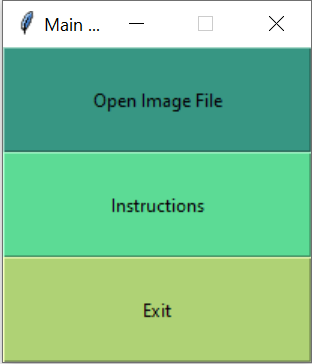 Main ...
Open Image File
Instructions
Exit